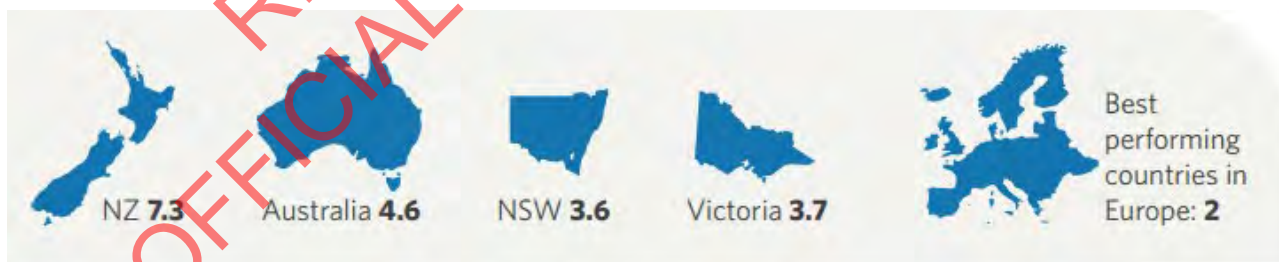 NZ 7.3
Australia 4.6
NSW 3.6
Victoria 3.7
Best
performing
countries in
Europe: 2
OFFICIAL